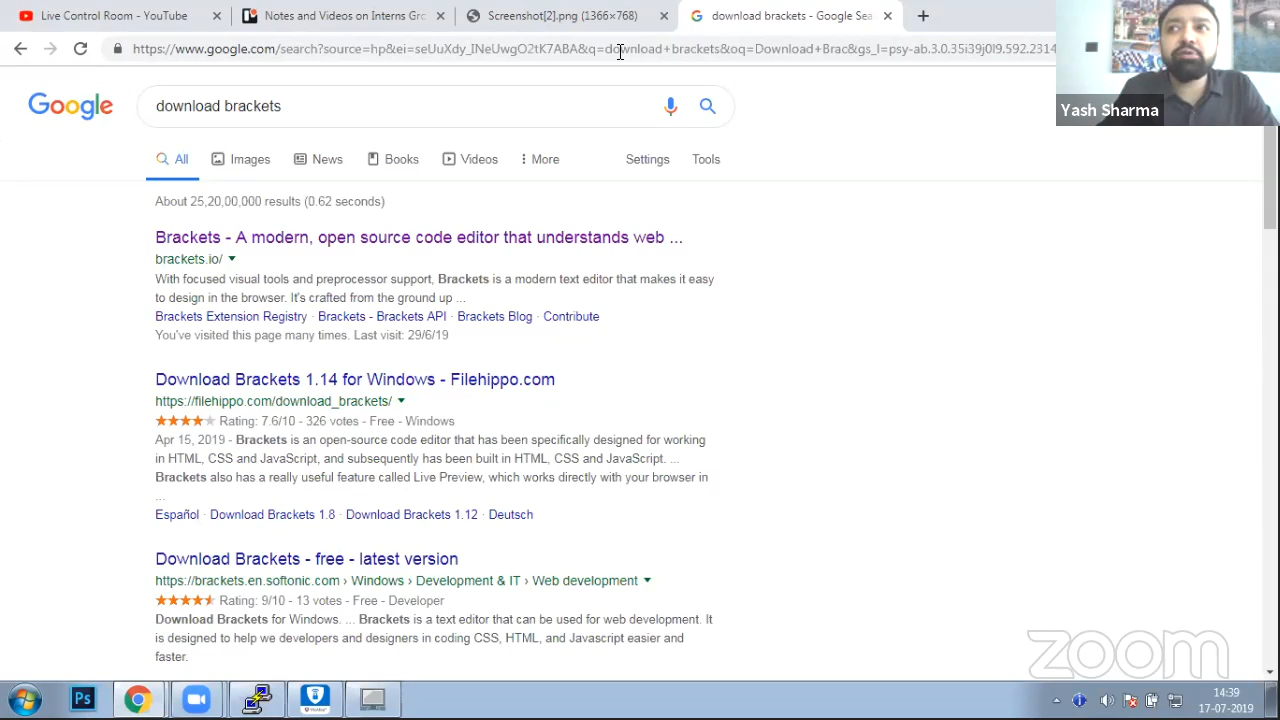 Live Control Room - YouTube
Notes and Videos on Interns Gro
Screenshot[2].png (1366×768)
download brackets - Google Sea
https://www.google.com/search?source=hp&ei=seUuXdy_INeUwgO2tK7ABA&q=download+brackets&oq=Download+Brac&gs_l=psy-ab.3.0.35i39j0l9.592.2314
Yash Sharma
Google
download brackets
All
Images
News
Books
Videos
More
Settings
Tools
About 25,20,00,000 results (0.62 seconds)
Brackets - A modern, open source code editor that understands web ...
brackets.io/
With focused visual tools and preprocessor support, Brackets is a modern text editor that makes it easy
to design in the browser. It's crafted from the ground up ...
Brackets Extension Registry · Brackets - Brackets API · Brackets Blog · Contribute
You've visited this page many times. Last visit: 29/6/19
Download Brackets 1.14 for Windows - Filehippo.com
https://filehippo.com/download_brackets/
Rating: 7.6/10 - 326 votes - Free - Windows
Apr 15, 2019 - Brackets is an open-source code editor that has been specifically designed for working
in HTML, CSS and JavaScript, and subsequently has been built in HTML, CSS and JavaScript. ...
Brackets also has a really useful feature called Live Preview, which works directly with your browser in
...
Español · Download Brackets 1.8 · Download Brackets 1.12 · Deutsch
Download Brackets - free - latest version
https://brackets.en.softonic.com › Windows › Development & IT › Web development
Rating: 9/10 - 13 votes - Free - Developer
Download Brackets for Windows. ... Brackets is a text editor that can be used for web development. It
is designed to help we developers and designers in coding CSS, HTML, and Javascript easier and
faster.
zoom
Ps
14:39
17-07-2019